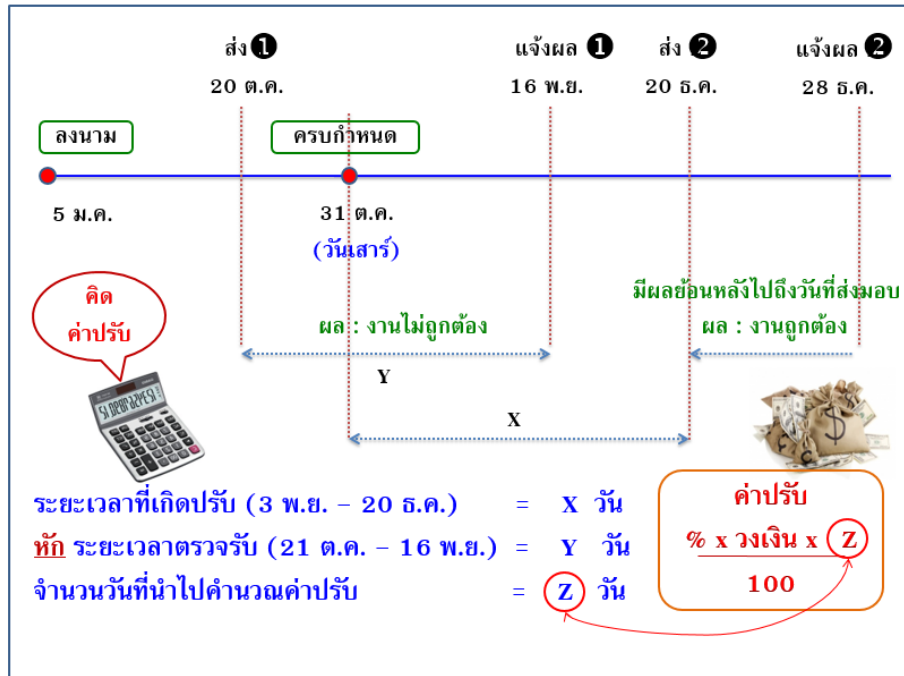 ส่ง ❶ แจ้งผล ❶ ส่ง ❷ แจ้งผล ❷
20 ต.ค. 16 พ.ย. 20 ธ.ค. 28 ธ.ค.
ลงนาม ครบกำหนด
5 ม.ค. 31 ต.ค.
(วันเสาร์)
คิด
ค่าปรับ
มีผลย้อนหลังไปถึงวันที่ส่งมอบ
ผล : งานไม่ถูกต้อง ผล : งานถูกต้อง
Y
X
ระยะเวลาที่เกิดปรับ (3 พ.ย. – 20 ธ.ค.) = X วัน
หัก ระยะเวลาตรวจรับ (21 ต.ค. – 16 พ.ย.) = Y วัน
จำนวนวันที่นำไปคำนวณค่าปรับ = Z วัน
ค่าปรับ
% x วงเงิน x Z
100